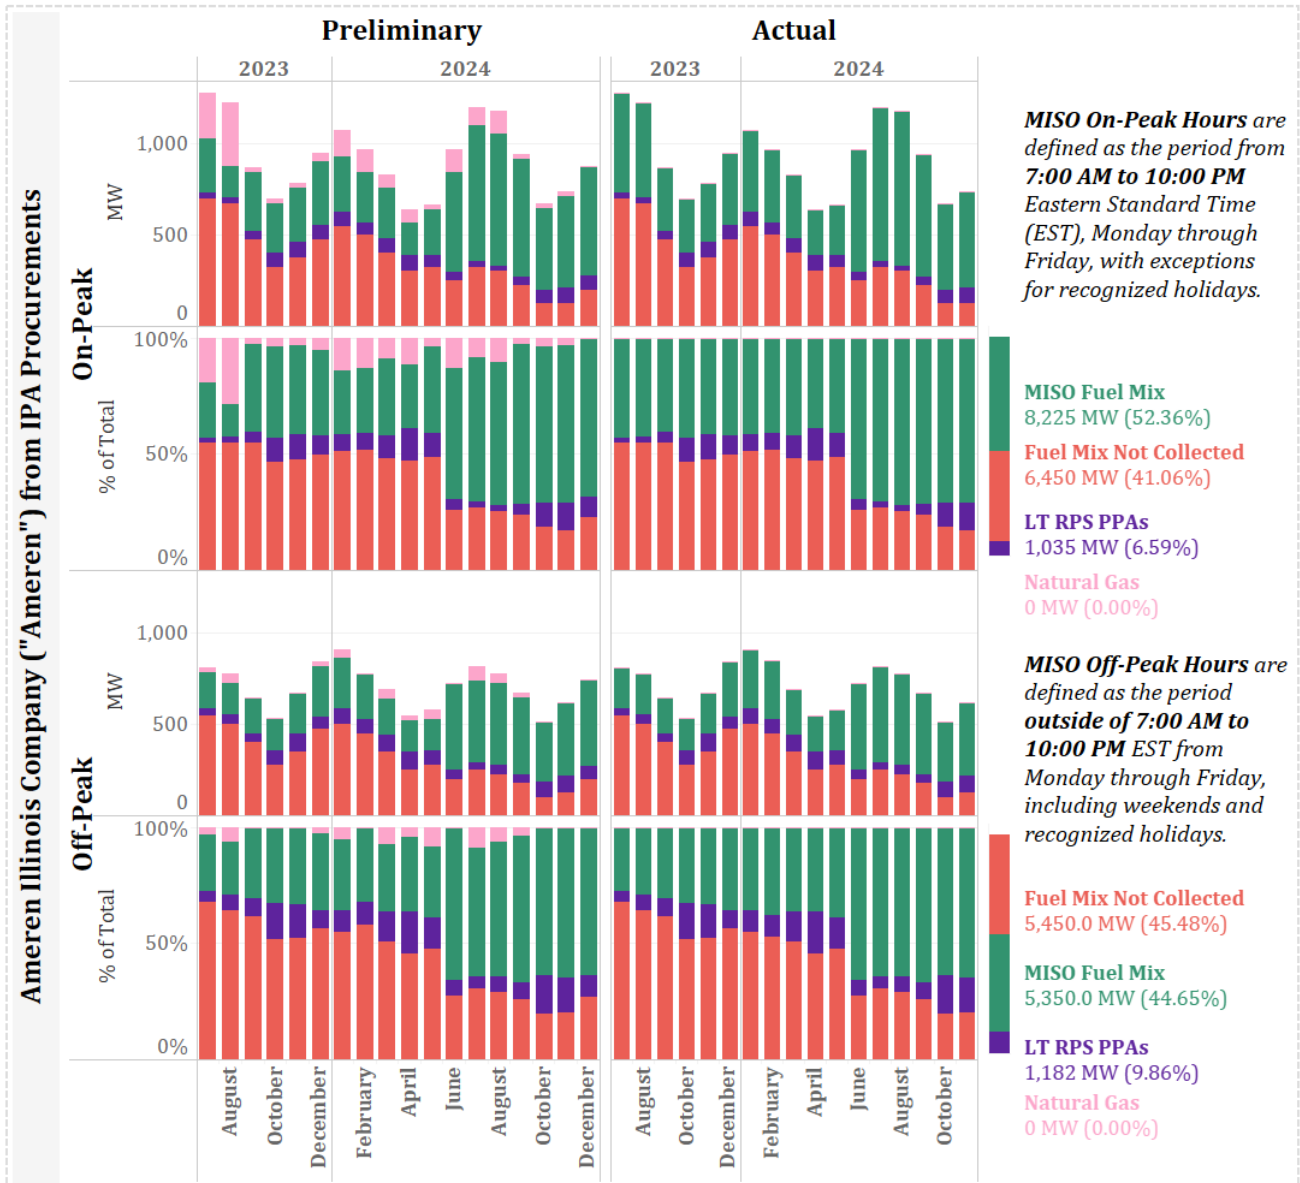 Ameren Illinois Company ("Ameren") from IPA Procurements
Preliminary
Actual
2023
2024
2023
2024
On-Peak
MW
1,000
500
0
% of Total
100%
50%
0%
Off-Peak
MW
1,000
500
0
% of Total
100%
50%
0%
August
October
December
February
April
June
August
October
December
August
October
December
February
April
June
August
October
MISO On-Peak Hours are
defined as the period from
7:00 AM to 10:00 PM
Eastern Standard Time
(EST), Monday through
Friday, with exceptions
for recognized holidays.
MISO Fuel Mix
8,225 MW (52.36%)
Fuel Mix Not Collected
6,450 MW (41.06%)
LT RPS PPAs
1,035 MW (6.59%)
Natural Gas
0 MW (0.00%)
MISO Off-Peak Hours are
defined as the period
outside of 7:00 AM to
10:00 PM EST from
Monday through Friday,
including weekends and
recognized holidays.
Fuel Mix Not Collected
5,450.0 MW (45.48%)
MISO Fuel Mix
5,350.0 MW (44.65%)
LT RPS PPAs
1,182 MW (9.86%)
Natural Gas
0 MW (0.00%)